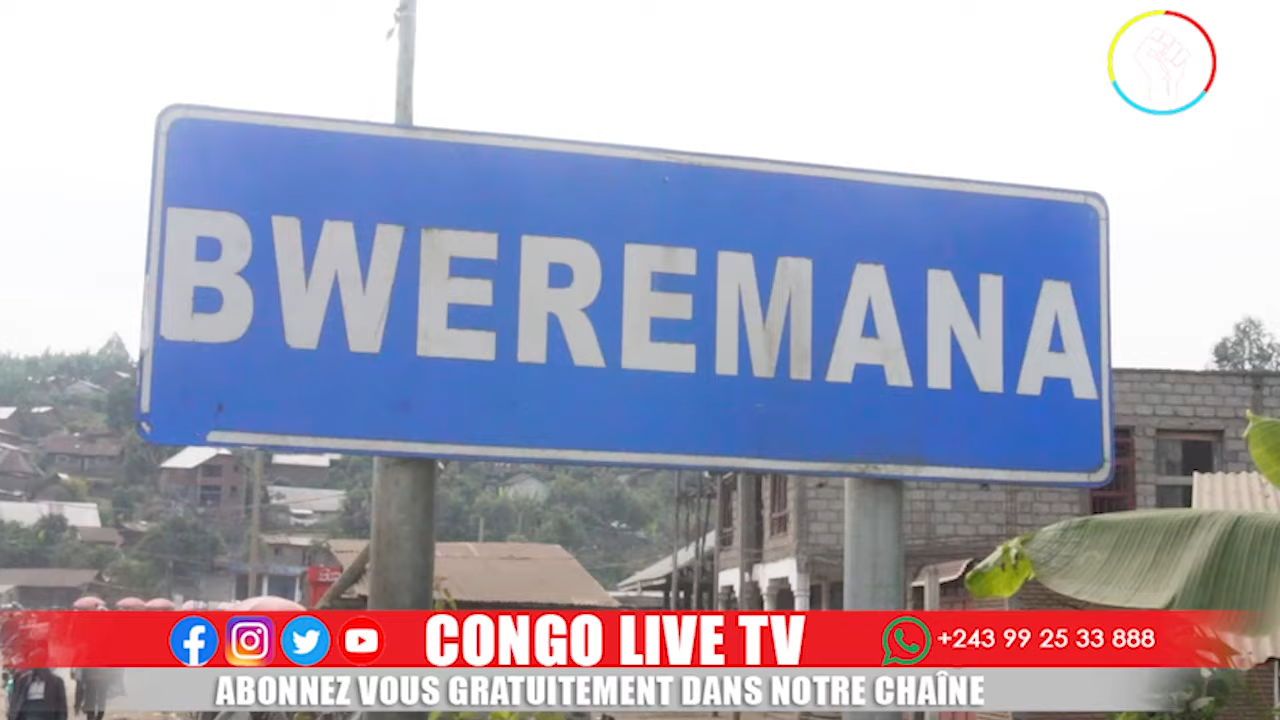 BWEREMANA
CONGO LIVE TV
+243 99 25 33 888
ABONNEZ VOUS GRATUITEMENT DANS NOTRE CHAÎNE